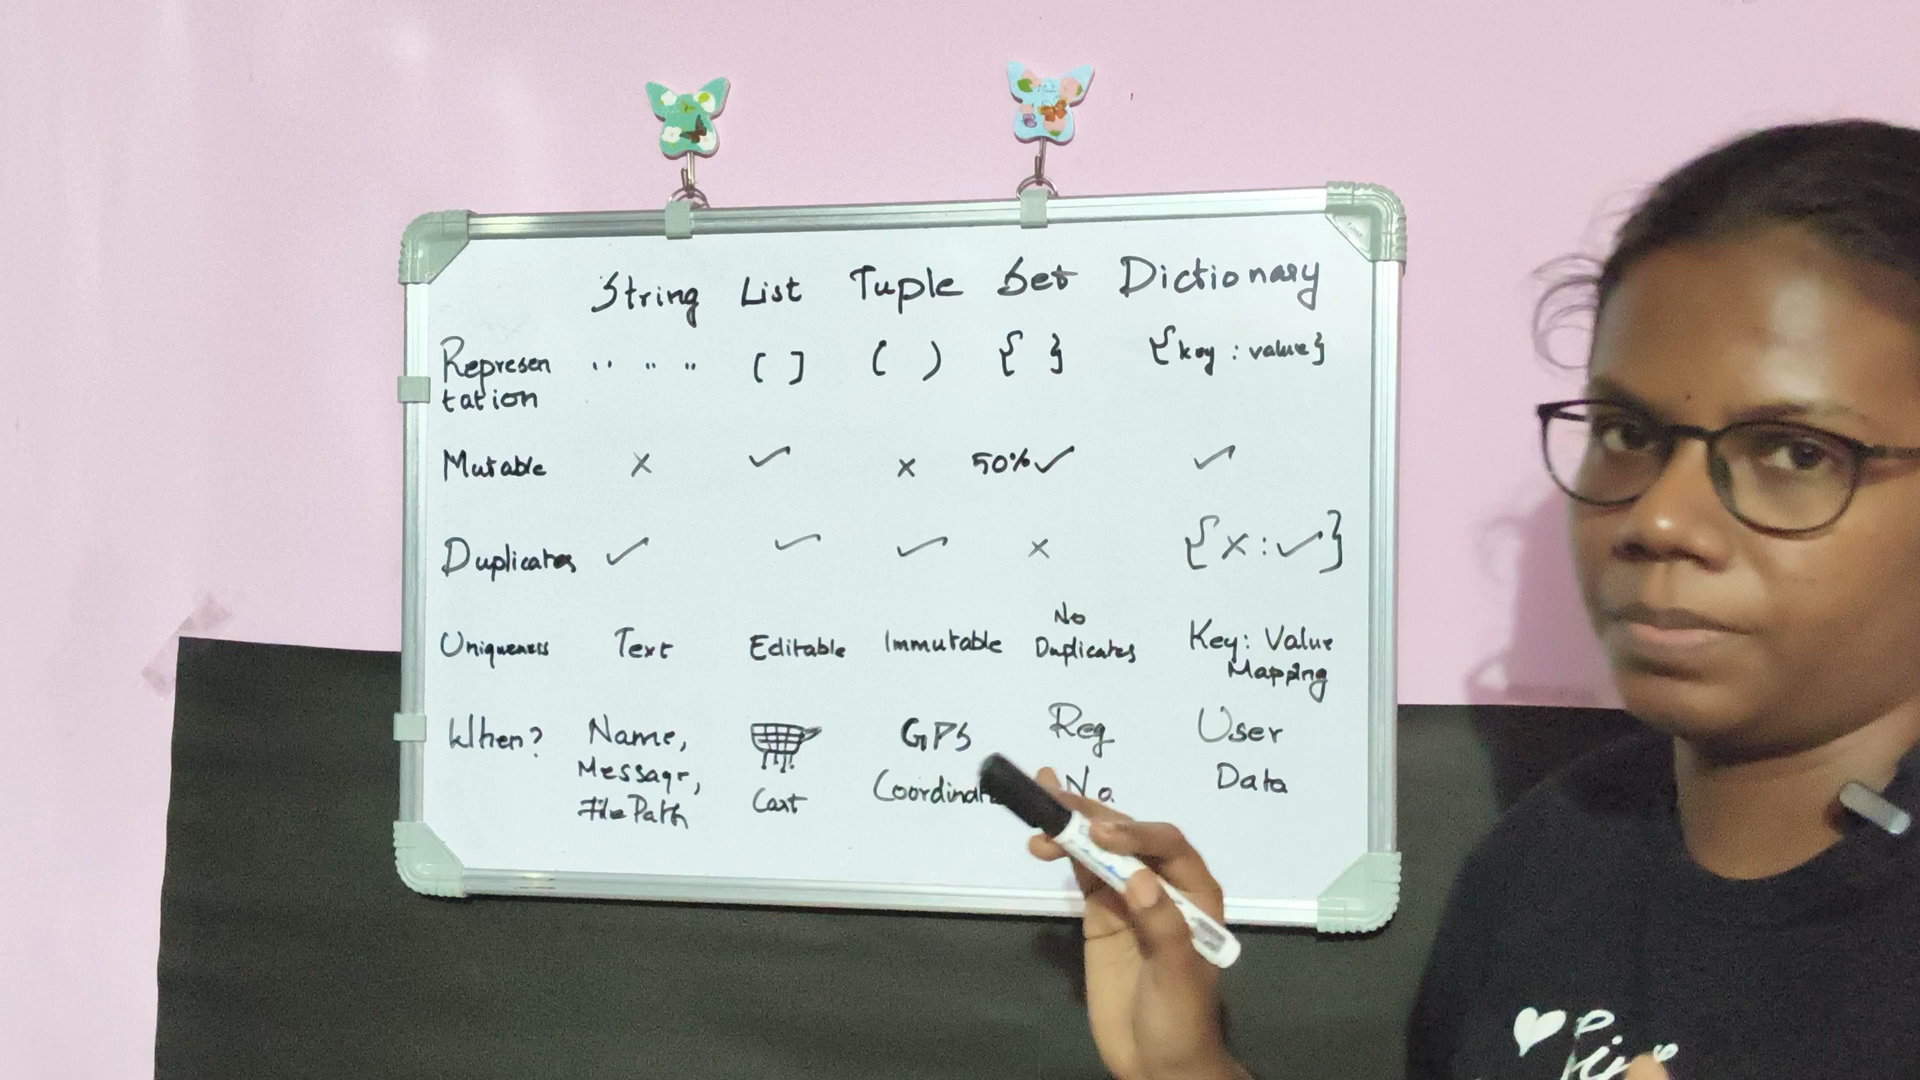 String List Tuple Set Dictionary
Represen
tation ' ' " " [ ] ( ) { } {key : value}
Mutable × ✓ × 50% ✓ ✓
Duplicates ✓ ✓ ✓ × {× : ✓}
Uniqueness Text Editable Immutable No Duplicates Key: Value Mapping
When? Name, Message, File Path Cart GPS Reg No. User Data